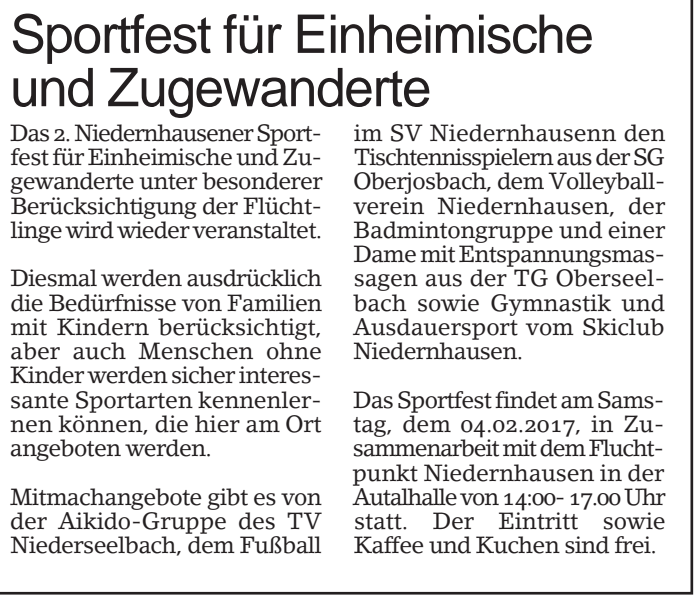 Sportfest für Einheimische
und Zugewanderte
Das 2. Niedernhausener Sport-
fest für Einheimische und Zu-
gewanderte unter besonderer
Berücksichtigung der Flücht-
linge wird wieder veranstaltet.
Diesmal werden ausdrücklich
die Bedürfnisse von Familien
mit Kindern berücksichtigt,
aber auch Menschen ohne
Kinder werden sicher interes-
sante Sportarten kennenler-
nen können, die hier am Ort
angeboten werden.
Mitmachangebote gibt es von
der Aikido-Gruppe des TV
Niederseelbach, dem Fußball
im SV Niedernhausenn den
Tischtennisspielern aus der SG
Oberjosbach, dem Volleyball-
verein Niedernhausen, der
Badmintongruppe und einer
Dame mit Entspannungsmas-
sagen aus der TG Oberseel-
bach sowie Gymnastik und
Ausdauersport vom Skiclub
Niedernhausen.
Das Sportfest findet am Sams-
tag, dem 04.02.2017, in Zu-
sammenarbeit mit dem Flucht-
punkt Niedernhausen in der
Autalhalle von 14:00- 17.00 Uhr
statt. Der Eintritt sowie
Kaffee und Kuchen sind frei.